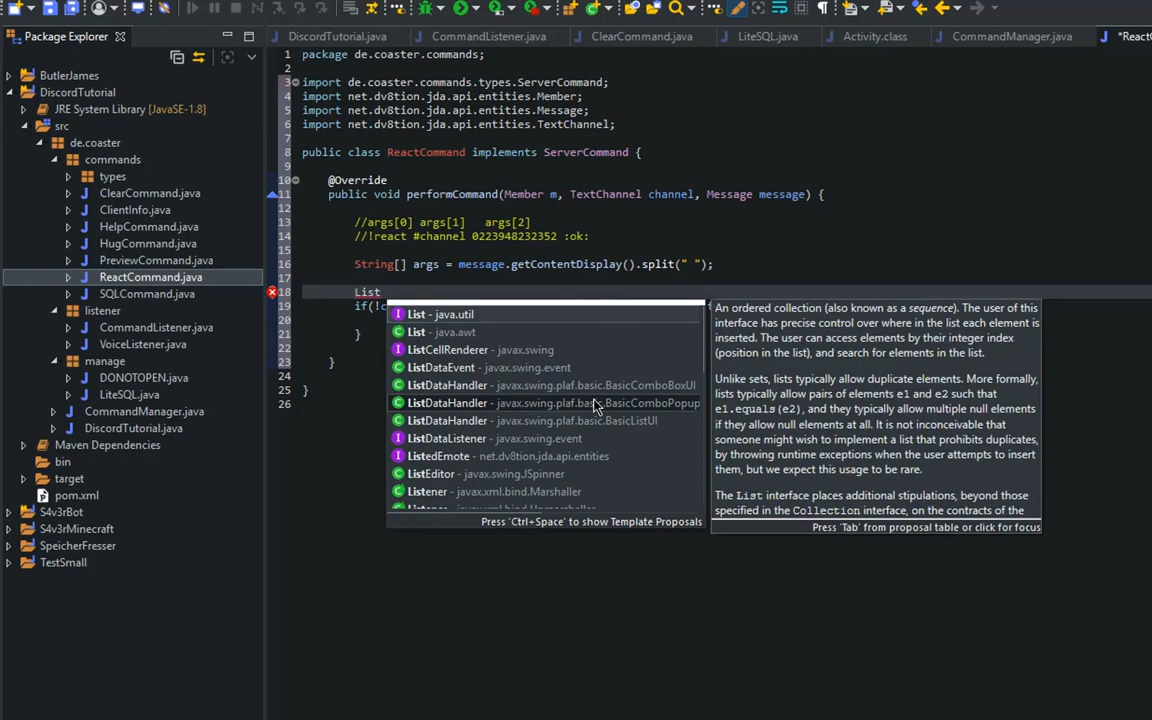 Package Explorer
DiscordTutorial.java
CommandListener.java
ClearCommand.java
LiteSQL.java
Activity.class
CommandManager.java
*React
ButlerJames
DiscordTutorial
JRE System Library [JavaSE-1.8]
src
de.coaster
commands
types
ClearCommand.java
ClientInfo.java
HelpCommand.java
HugCommand.java
PreviewCommand.java
ReactCommand.java
SQLCommand.java
listener
CommandListener.java
VoiceListener.java
manage
DONOTOPEN.java
LiteSQL.java
CommandManager.java
DiscordTutorial.java
Maven Dependencies
bin
target
pom.xml
S4v3rBot
S4v3rMinecraft
SpeicherFresser
TestSmall
1 package de.coaster.commands;
2
3 import de.coaster.commands.types.ServerCommand;
4 import net.dv8tion.jda.api.entities.Member;
5 import net.dv8tion.jda.api.entities.Message;
6 import net.dv8tion.jda.api.entities.TextChannel;
7
8 public class ReactCommand implements ServerCommand {
9
10 @Override
11 public void performCommand(Member m, TextChannel channel, Message message) {
12
13 //args[0] args[1]   args[2]
14 //!react #channel 0223948232352 :ok:
15
16 String[] args = message.getContentDisplay().split(" ");
17
18 List
19 if(!c
20
21 }
22
23 }
24
25 }
26
List - java.util
List - java.awt
ListCellRenderer - javax.swing
ListDataEvent - javax.swing.event
ListDataHandler - javax.swing.plaf.basic.BasicComboBoxUI
ListDataHandler - javax.swing.plaf.basic.BasicComboPopup
ListDataHandler - javax.swing.plaf.basic.BasicListUI
ListDataListener - javax.swing.event
ListedEmote - net.dv8tion.jda.api.entities
ListEditor - javax.swing.JSpinner
Listener - javax.xml.bind.Marshaller
Press 'Ctrl+Space' to show Template Proposals
An ordered collection (also known as a sequence). The user of this
interface has precise control over where in the list each element is
inserted. The user can access elements by their integer index
(position in the list), and search for elements in the list.
Unlike sets, lists typically allow duplicate elements. More formally,
lists typically allow pairs of elements e1 and e2 such that
e1.equals(e2), and they typically allow multiple null elements
if they allow null elements at all. It is not inconceivable that
someone might wish to implement a list that prohibits duplicates,
by throwing runtime exceptions when the user attempts to insert
them, but we expect this usage to be rare.
The List interface places additional stipulations, beyond those
specified in the Collection interface, on the contracts of the
Press 'Tab' from proposal table or click for focus